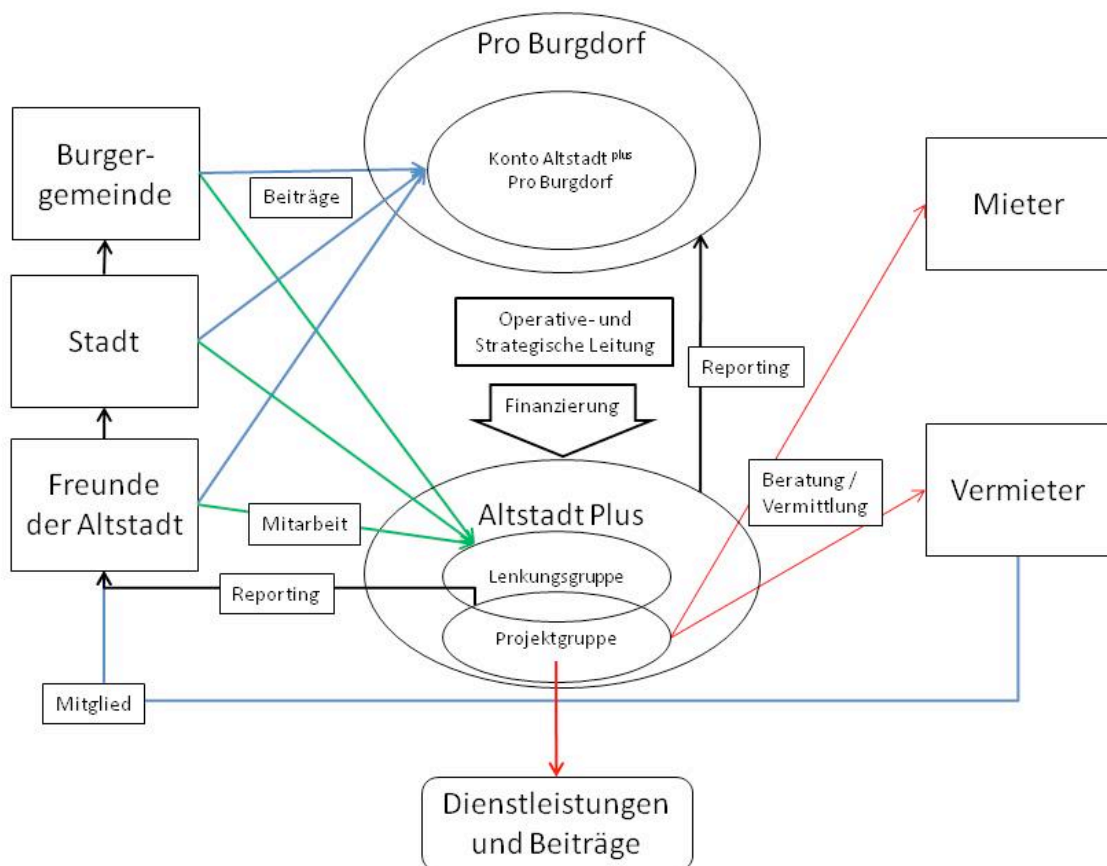 Pro Burgdorf
Konto Altstadt plus
Pro Burgdorf
Burger-
gemeinde
Beiträge
Mieter
Stadt
Operative- und
Strategische Leitung
Reporting
Finanzierung
Freunde
der Altstadt
Mitarbeit
Altstadt Plus
Beratung /
Vermittlung
Vermieter
Lenkungsgruppe
Reporting
Projektgruppe
Mitglied
Dienstleistungen
und Beiträge